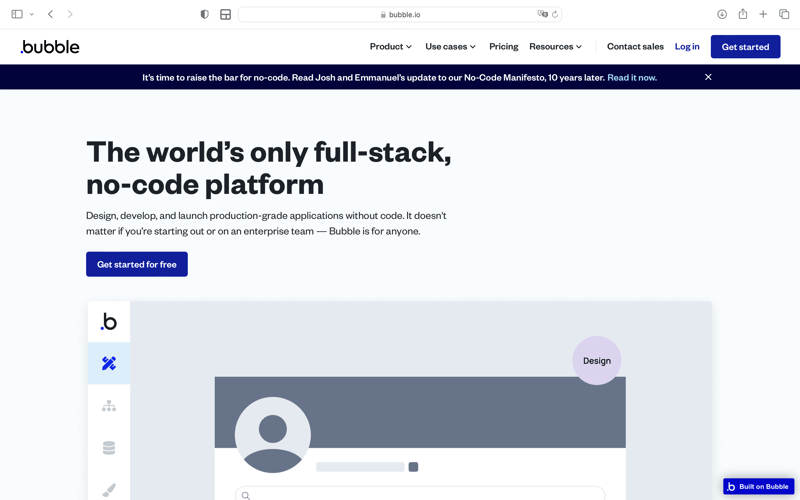 bubble.io
.bubble
Product
Use cases
Pricing
Resources
Contact sales
Log in
Get started
It's time to raise the bar for no-code. Read Josh and Emmanuel's update to our No-Code Manifesto, 10 years later. Read it now.
The world's only full-stack,
no-code platform
Design, develop, and launch production-grade applications without code. It doesn't
matter if you're starting out or on an enterprise team — Bubble is for anyone.
Get started for free
.b
Design
.b Built on Bubble